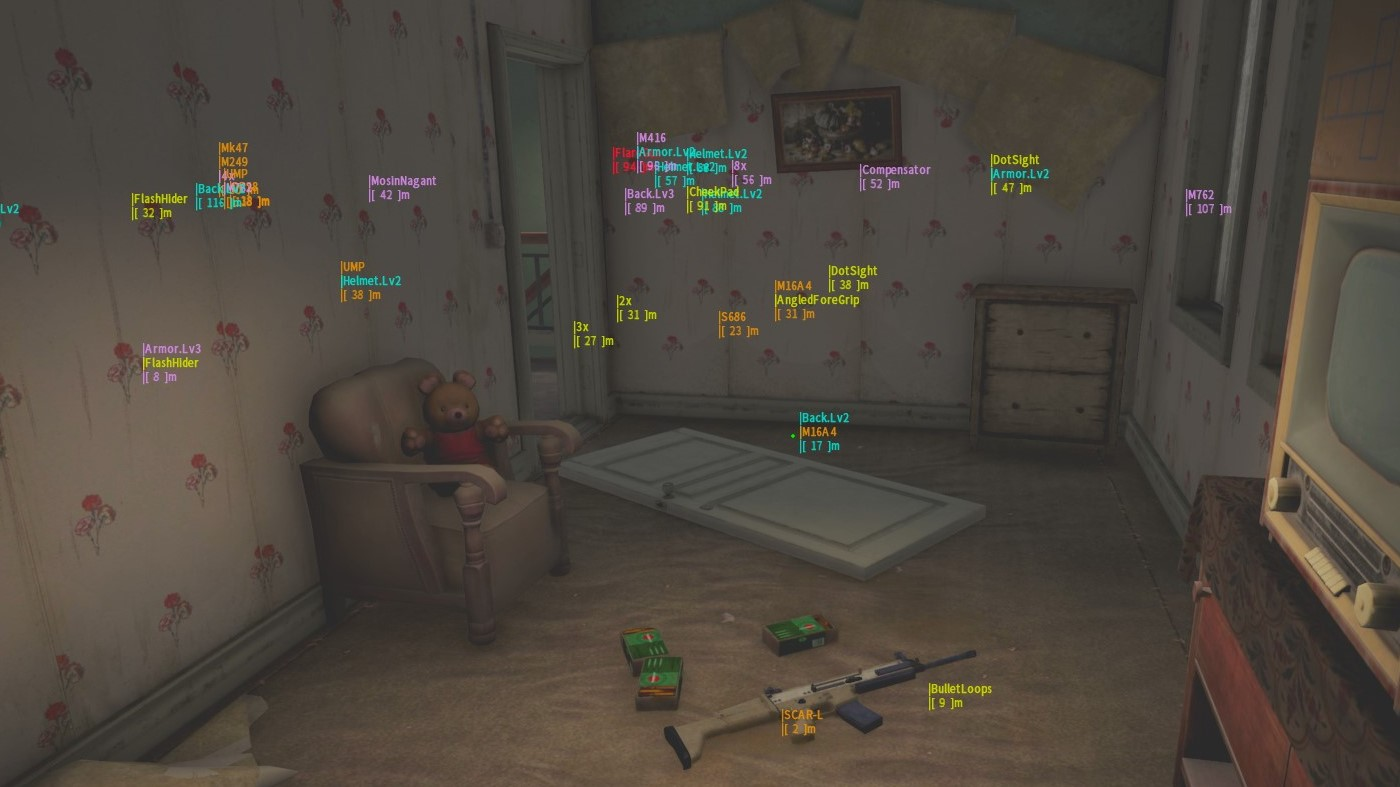 Mk47
M249
UMP
FlashHider
[ 32 ]m
Lv2
MosinNagant
[ 42 ]m
M416
Armor.Lv2
Helmet.Lv2
8x
[ 56 ]m
[ 57 ]m
Back.Lv3
[ 89 ]m
CheekPad
[ 91 ]m
Compensator
[ 52 ]m
DotSight
Armor.Lv2
[ 47 ]m
M762
[ 107 ]m
UMP
Helmet.Lv2
[ 38 ]m
DotSight
[ 38 ]m
M16A4
AngledForeGrip
[ 31 ]m
2x
[ 31 ]m
S686
[ 23 ]m
3x
[ 27 ]m
Armor.Lv3
FlashHider
[ 8 ]m
Back.Lv2
M16A4
[ 17 ]m
BulletLoops
[ 9 ]m
SCAR-L
[ 2 ]m